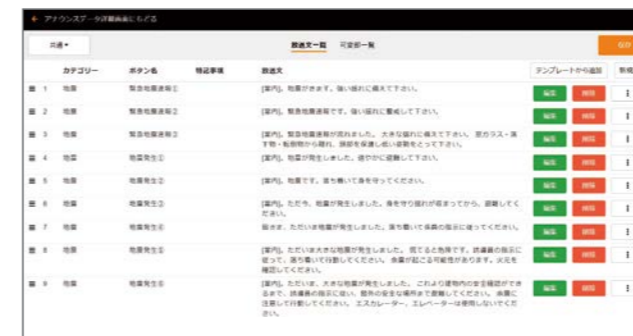 ← アナウンスデータ詳細画面にもどる
共通▾ 放送文一覧 可変部一覧 保存
カテゴリー ボタン名 特記事項 放送文 テンプレートから追加 新規
1 地震 緊急地震速報① [案内]、地震がきます。強い揺れに備えて下さい。 編集 削除
2 地震 緊急地震速報2 [案内]、緊急地震速報です。強い揺れに警戒して下さい。 編集 削除
3 地震 緊急地震速報3 [案内]、緊急地震速報が流れました。大きな揺れに備えて下さい。窓ガラス・落
下物・転倒物から離れ、頭部を保護し低い姿勢をとって下さい。 編集 削除
4 地震 地震発生① [案内]、地震が発生しました。速やかに避難して下さい。 編集 削除
5 地震 地震発生② [案内]、地震です。落ち着いて身を守ってください。 編集 削除
6 地震 地震発生③ [案内]、ただ今、地震が発生しました。身を守り揺れが収まってから、避難してく
ださい。 編集 削除
7 地震 地震発生④ 皆さま、ただいま地震が発生しました。落ち着いて係員の指示に従ってください。 編集 削除
8 地震 地震発生⑤ [案内]、ただいま大きな地震が発生しました。慌てると危険です。誘導員の指示に
従って、落ち着いて行動してください。余震が起こる可能性があります。火元を
確認してください。 編集 削除
9 地震 地震発生⑥ [案内]、ただいま、大きな地震が発生しました。これより建物内の安全確認ができ
るまで、誘導員の指示に従い、屋外の安全な場所まで避難してください。余震に
注意して行動してください。エスカレーター、エレベーターは使用しないでくだ
さい。 編集 削除